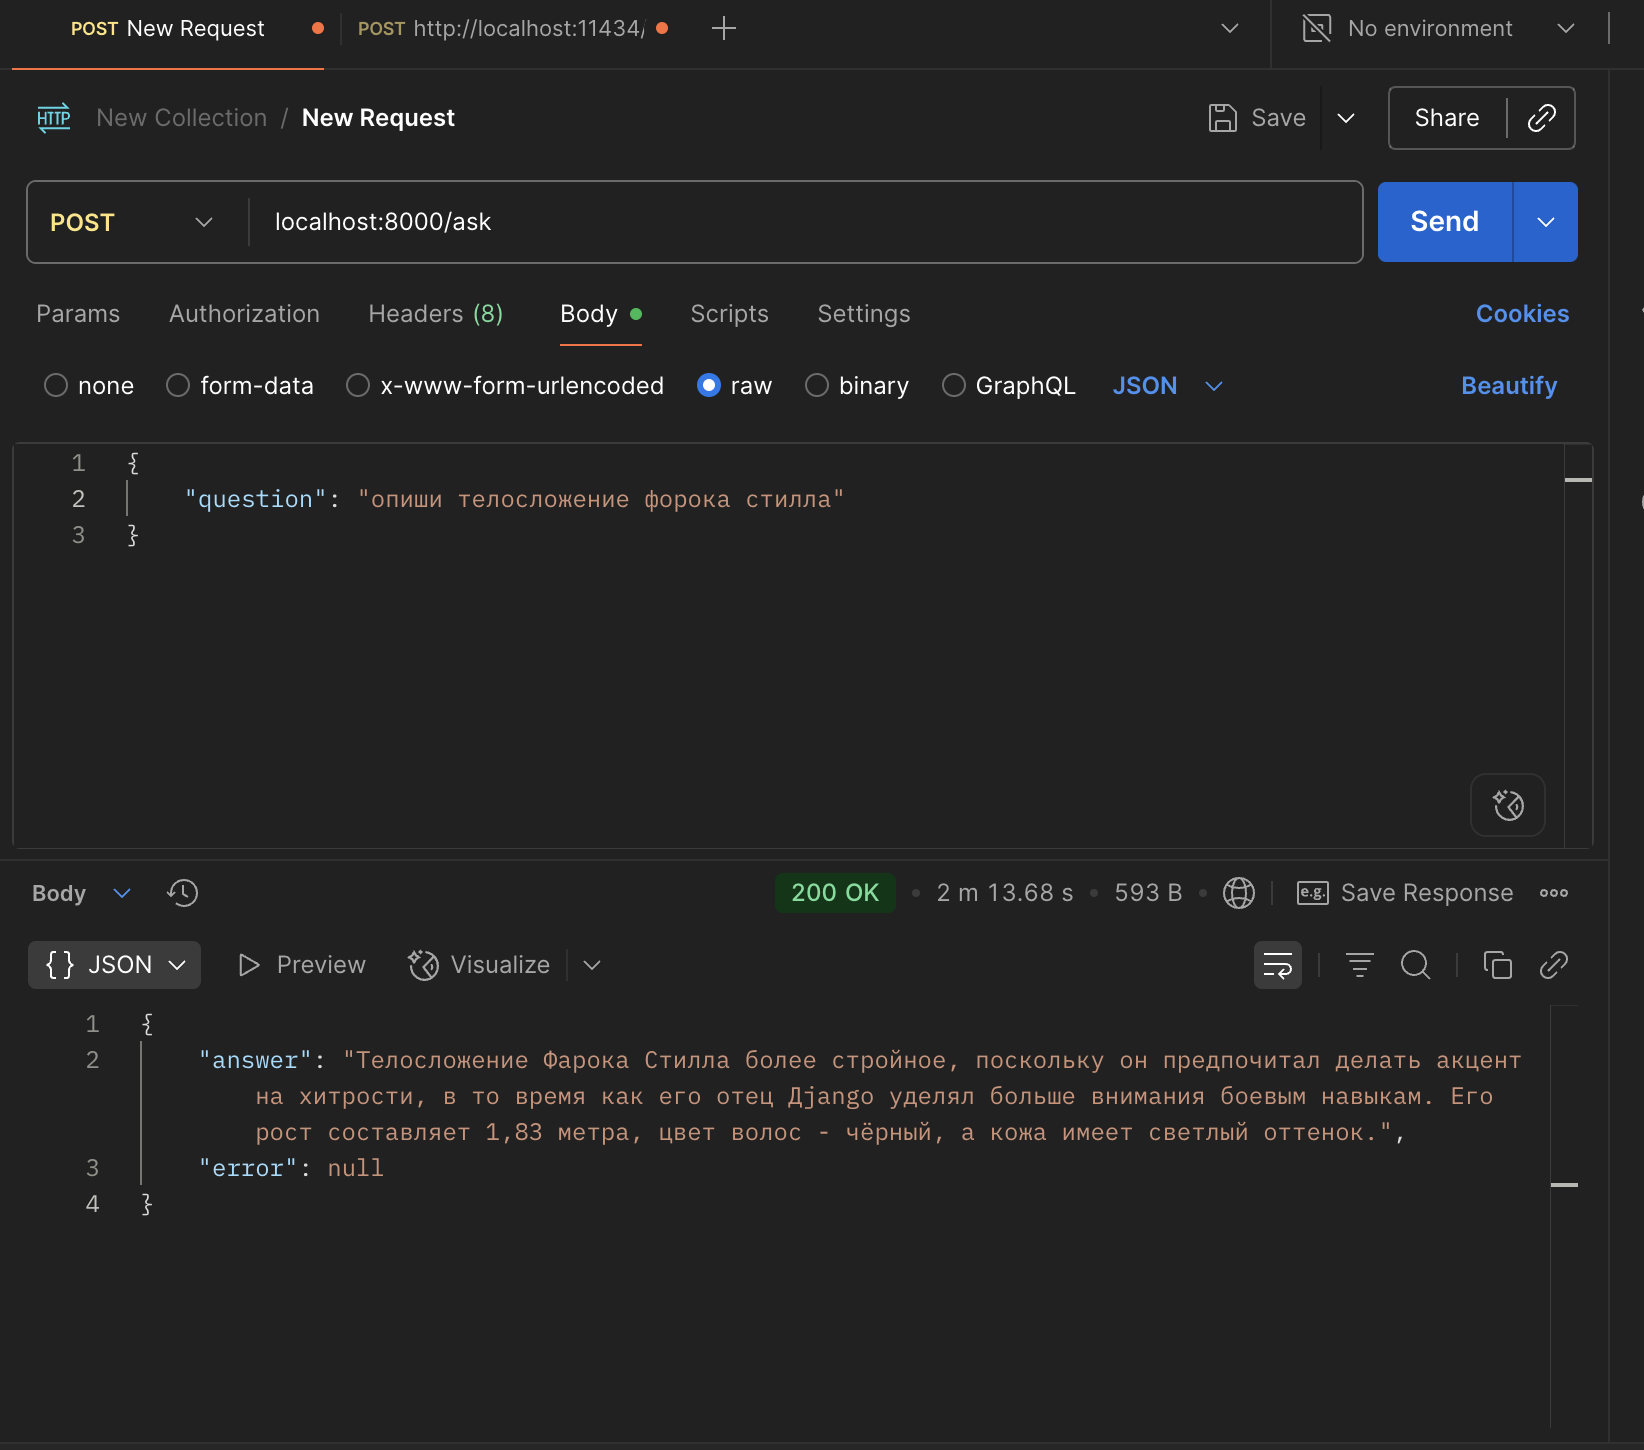 POST New Request POST http://localhost:11434/ No environment
HTTP New Collection / New Request Save Share
POST localhost:8000/ask Send
Params Authorization Headers (8) Body Scripts Settings Cookies
none form-data x-www-form-urlencoded raw binary GraphQL JSON Beautify
1 {
2 "question": "опиши телосложение форока стилла"
3 }
Body 200 OK • 2 m 13.68 s • 593 B • e.g. Save Response
{} JSON Preview Visualize
1 {
2 "answer": "Телосложение Фарока Стилла более стройное, поскольку он предпочитал делать акцент
на хитрости, в то время как его отец Дjango уделял больше внимания боевым навыкам. Его
рост составляет 1,83 метра, цвет волос - чёрный, а кожа имеет светлый оттенок.",
3 "error": null
4 }